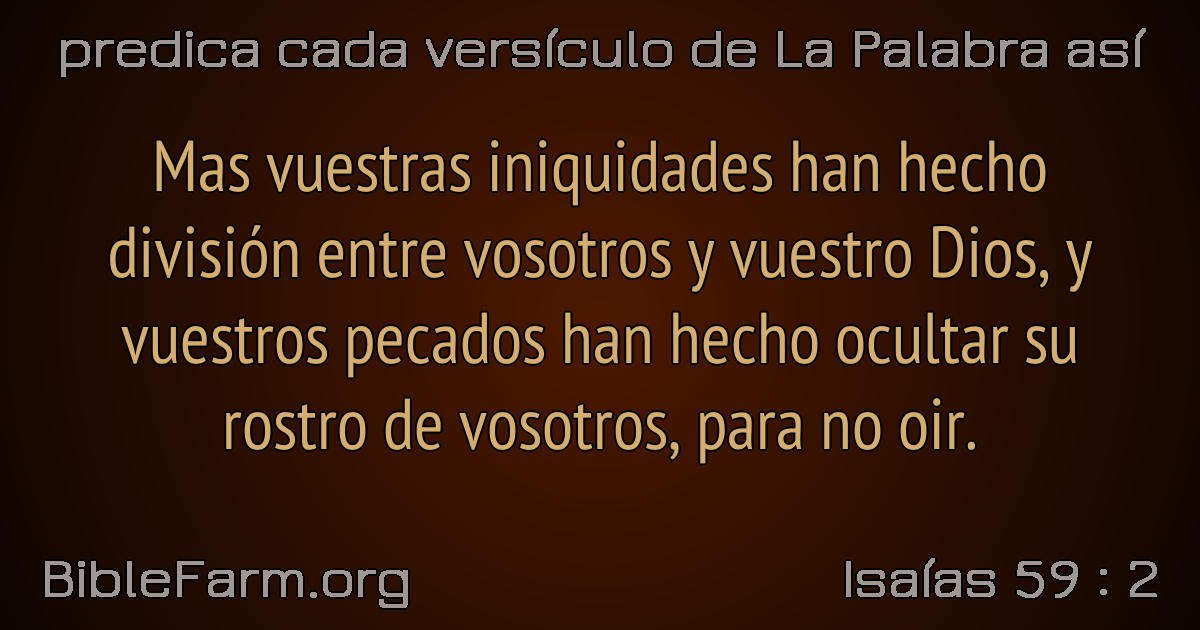 predica cada versículo de La Palabra así
Mas vuestras iniquidades han hecho
división entre vosotros y vuestro Dios, y
vuestros pecados han hecho ocultar su
rostro de vosotros, para no oir.
BibleFarm.org
Isaías 59 : 2